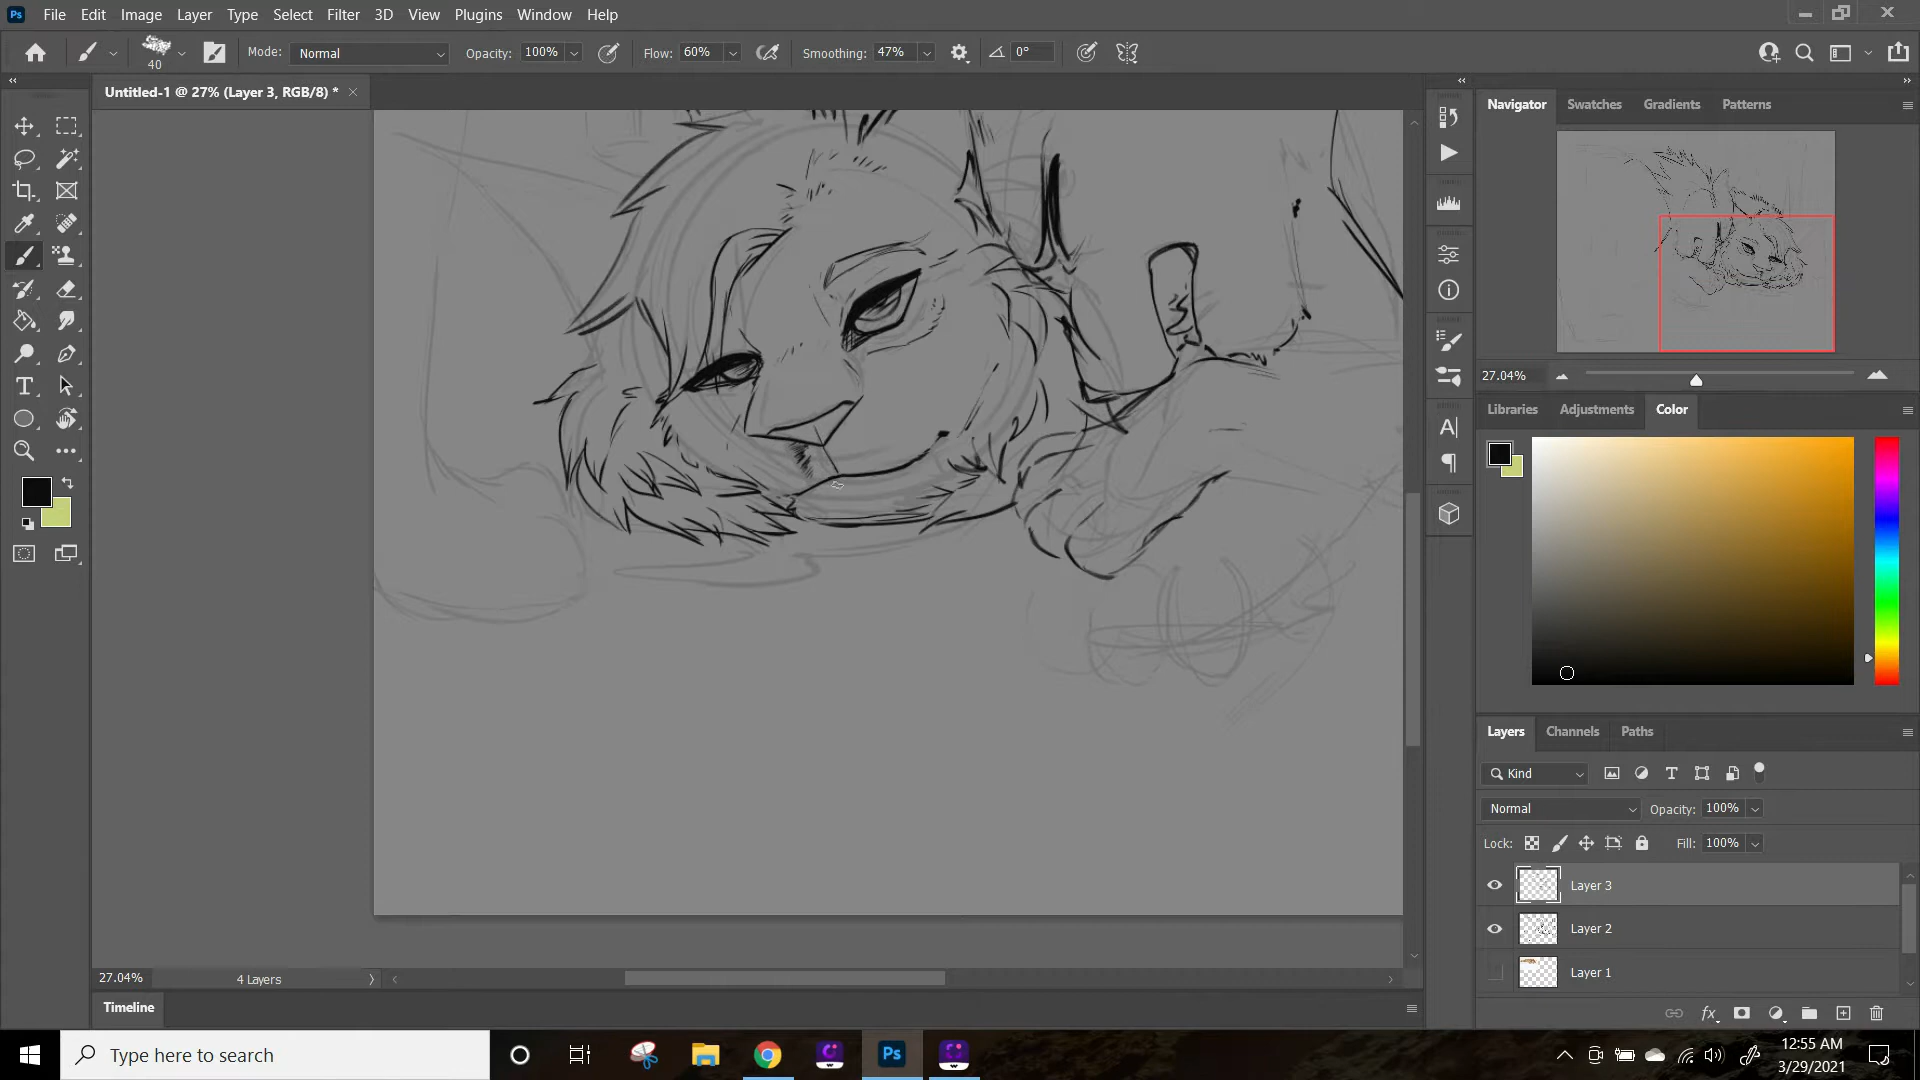 Ps File Edit Image Layer Type Select Filter 3D View Plugins Window Help
40 Mode: Normal Opacity: 100% Flow: 60% Smoothing: 47% 0°
Untitled-1 @ 27% (Layer 3, RGB/8) *
Navigator Swatches Gradients Patterns
27.04%
Libraries Adjustments Color
Layers Channels Paths
Kind
Normal Opacity: 100%
Lock: Fill: 100%
Layer 3
Layer 2
Layer 1
27.04% 4 Layers
Timeline
Type here to search
Ps
12:55 AM
3/29/2021